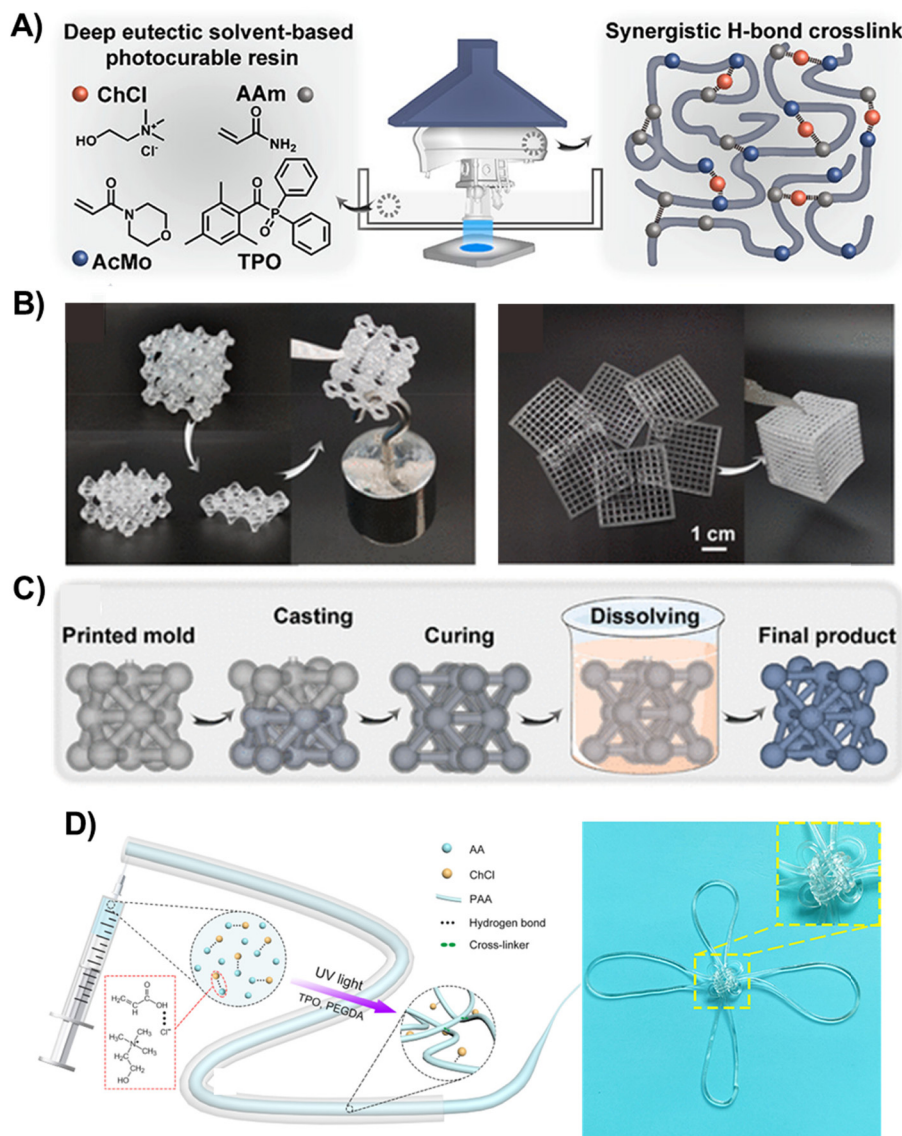 A)
Deep eutectic solvent-based
photocurable resin
ChCl
AAm
HO
N+
Cl-
O
NH2
O
N
O
O
P
O
AcMo
TPO
Synergistic H-bond crosslink
B)
1 cm
C)
Printed mold
Casting
Curing
Dissolving
Final product
D)
AA
ChCl
PAA
Hydrogen bond
Cross-linker
UV light
TPO, PEGDA
O
H2C
C
H
OH
Cl-
CH3
H3C
N+
CH3
H2C
CH2
HO